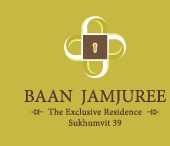 BAAN JAMJUREE
The Exclusive Residence
Sukhumvit 39